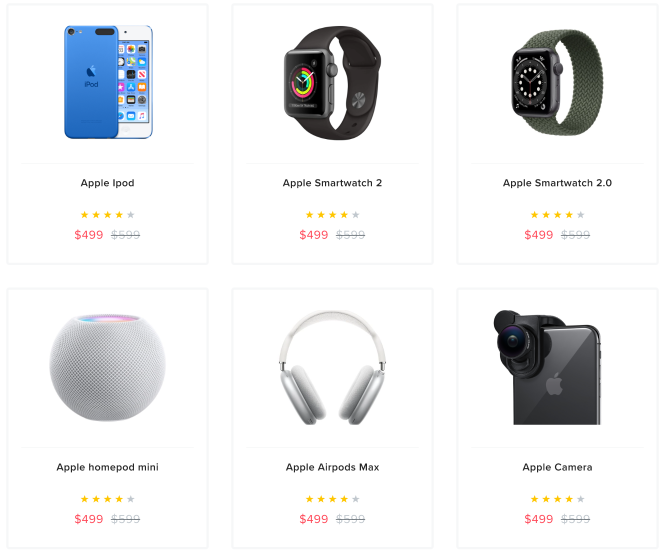 iPod
Apple Ipod
$499 $599
Apple Smartwatch 2
$499 $599
Apple Smartwatch 2.0
$499 $599
Apple homepod mini
$499 $599
Apple Airpods Max
$499 $599
Apple Camera
$499 $599